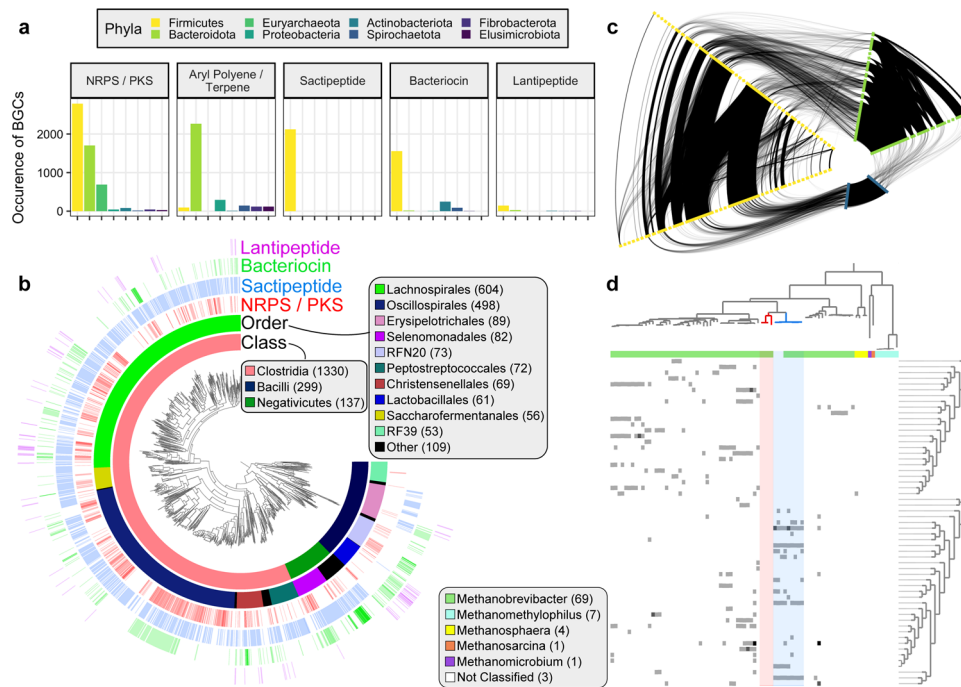 a
Phyla
Firmicutes
Bacteroidota
Euryarchaeota
Proteobacteria
Actinobacteriota
Spirochaetota
Fibrobacterota
Elusimicrobiota
NRPS / PKS
Aryl Polyene /
Terpene
Sactipeptide
Bacteriocin
Lantipeptide
Occurence of BGCs
2000
1000
0
b
Lantipeptide
Bacteriocin
Sactipeptide
NRPS / PKS
Order
Class
Clostridia (1330)
Bacilli (299)
Negativicutes (137)
Lachnospirales (604)
Oscillospirales (498)
Erysipelotrichales (89)
Selenomonadales (82)
RFN20 (73)
Peptostreptococcales (72)
Christensenellales (69)
Lactobacillales (61)
Saccharofermentanales (56)
RF39 (53)
Other (109)
c
d
Methanobrevibacter (69)
Methanomethylophilus (7)
Methanosphaera (4)
Methanosarcina (1)
Methanomicrobium (1)
Not Classified (3)